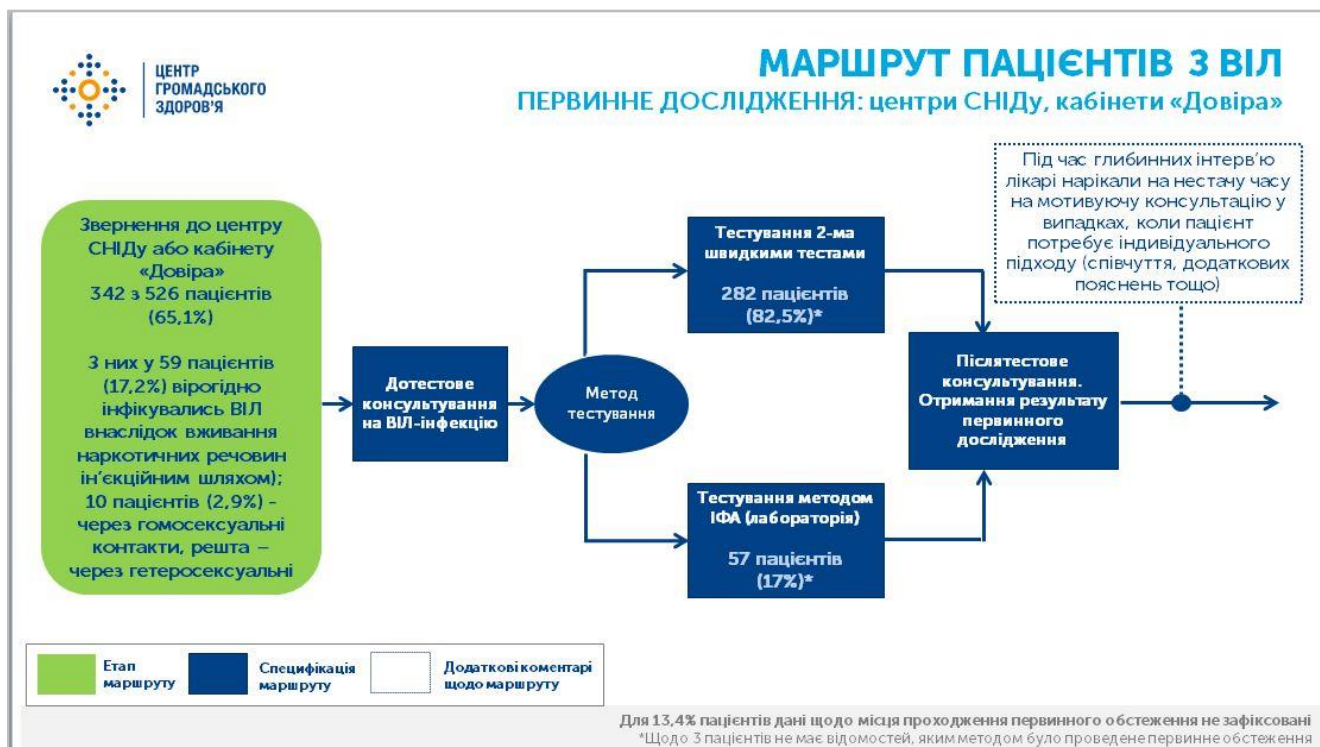 ЦЕНТР
ГРОМАДСЬКОГО
ЗДОРОВ'Я
МАРШРУТ ПАЦІЄНТІВ З ВІЛ
ПЕРВИННЕ ДОСЛІДЖЕННЯ: центри СНІДу, кабінети «Довіра»
Під час глибинних інтерв'ю
лікарі нарікали на нестачу часу
на мотивуючу консультацію у
випадках, коли пацієнт
потребує індивідуального
підходу (співчуття, додаткових
пояснень тощо)
Звернення до центру
СНІДу або кабінету
«Довіра»
342 з 526 пацієнтів
(65,1%)
З них у 59 пацієнтів
(17,2%) вірогідно
інфікувались ВІЛ
внаслідок вживання
наркотичних речовин
ін'єкційним шляхом);
10 пацієнтів (2,9%) -
через гомосексуальні
контакти, решта –
через гетеросексуальні
Дотестове
консультування
на ВІЛ-інфекцію
Метод
тестування
Тестування 2-ма
швидкими тестами
282 пацієнтів
(82,5%)*
Тестування методом
ІФА (лабораторія)
57 пацієнтів
(17%)*
Післятестове
консультування.
Отримання результату
первинного
дослідження
Етап
маршруту
Специфікація
маршруту
Додаткові коментарі
щодо маршруту
Для 13,4% пацієнтів дані щодо місця проходження первинного обстеження не зафіксовані
*Щодо 3 пацієнтів не має відомостей, яким методом було проведене первинне обстеження